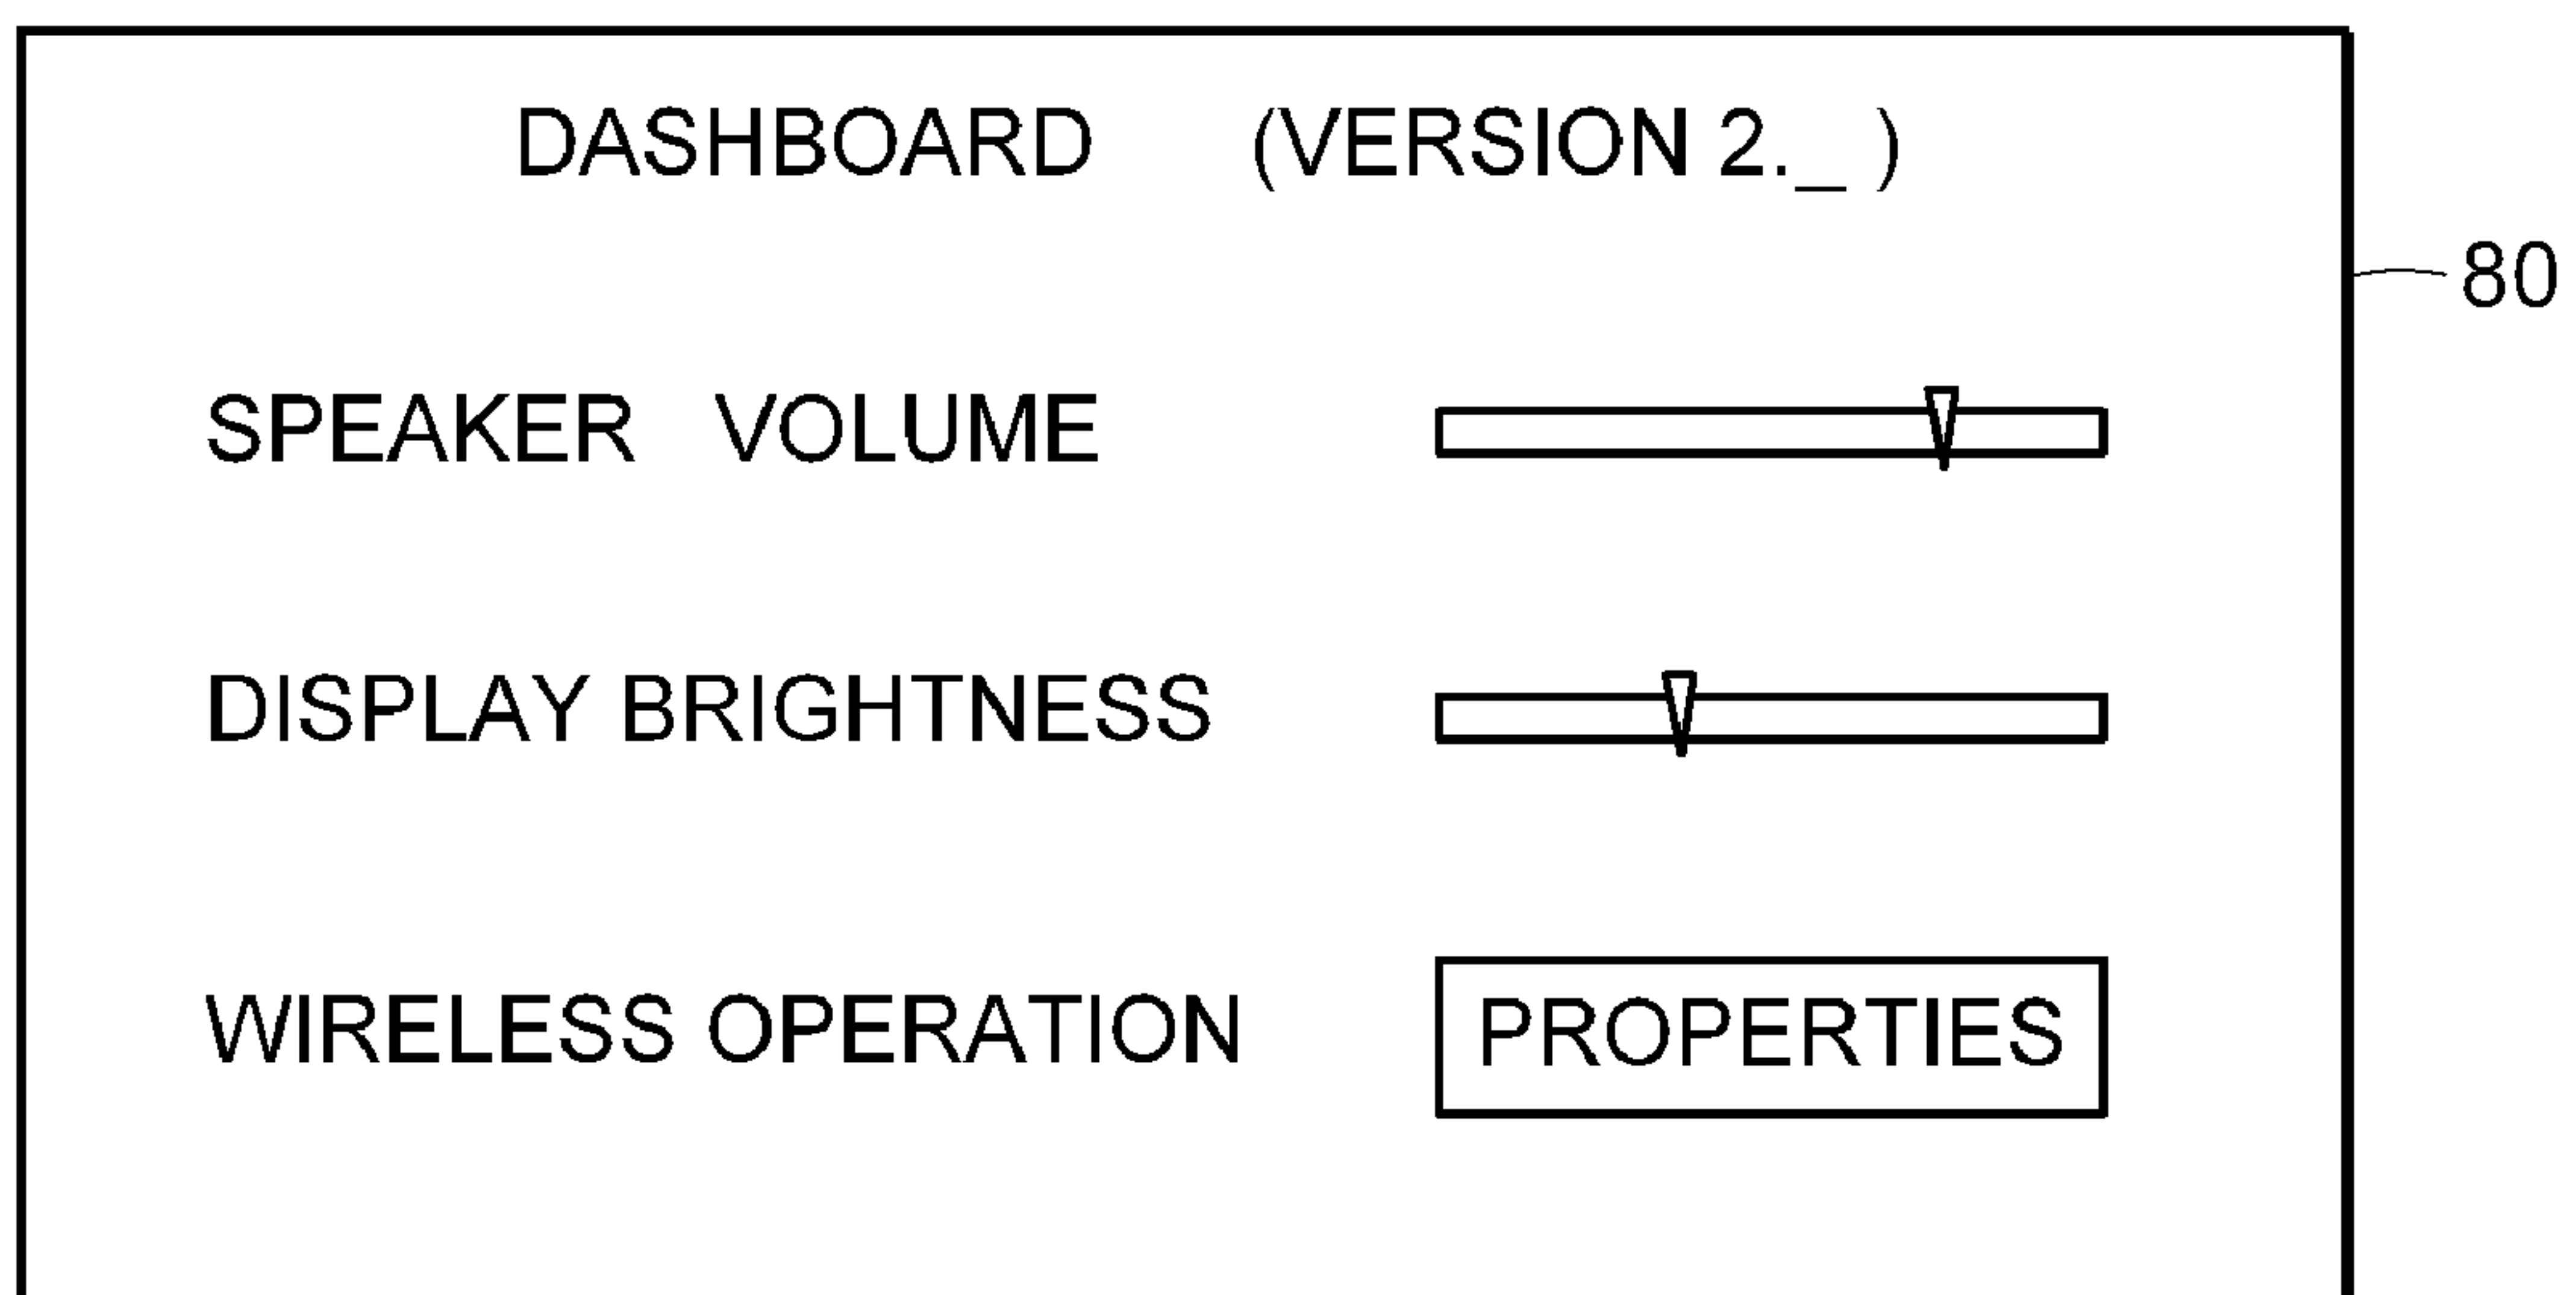 DASHBOARD (VERSION 2._ )
80
SPEAKER VOLUME
DISPLAY BRIGHTNESS
WIRELESS OPERATION PROPERTIES